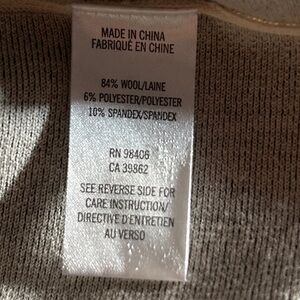 MADE IN CHINA
FABRIQUÉ EN CHINE
84% WOOL/LAINE
6% POLYESTER/POLYESTER
10% SPANDEX/SPANDEX
RN 98406
CA 39862
SEE REVERSE SIDE FOR
CARE INSTRUCTION/
DIRECTIVE D'ENTRETIEN
AU VERSO